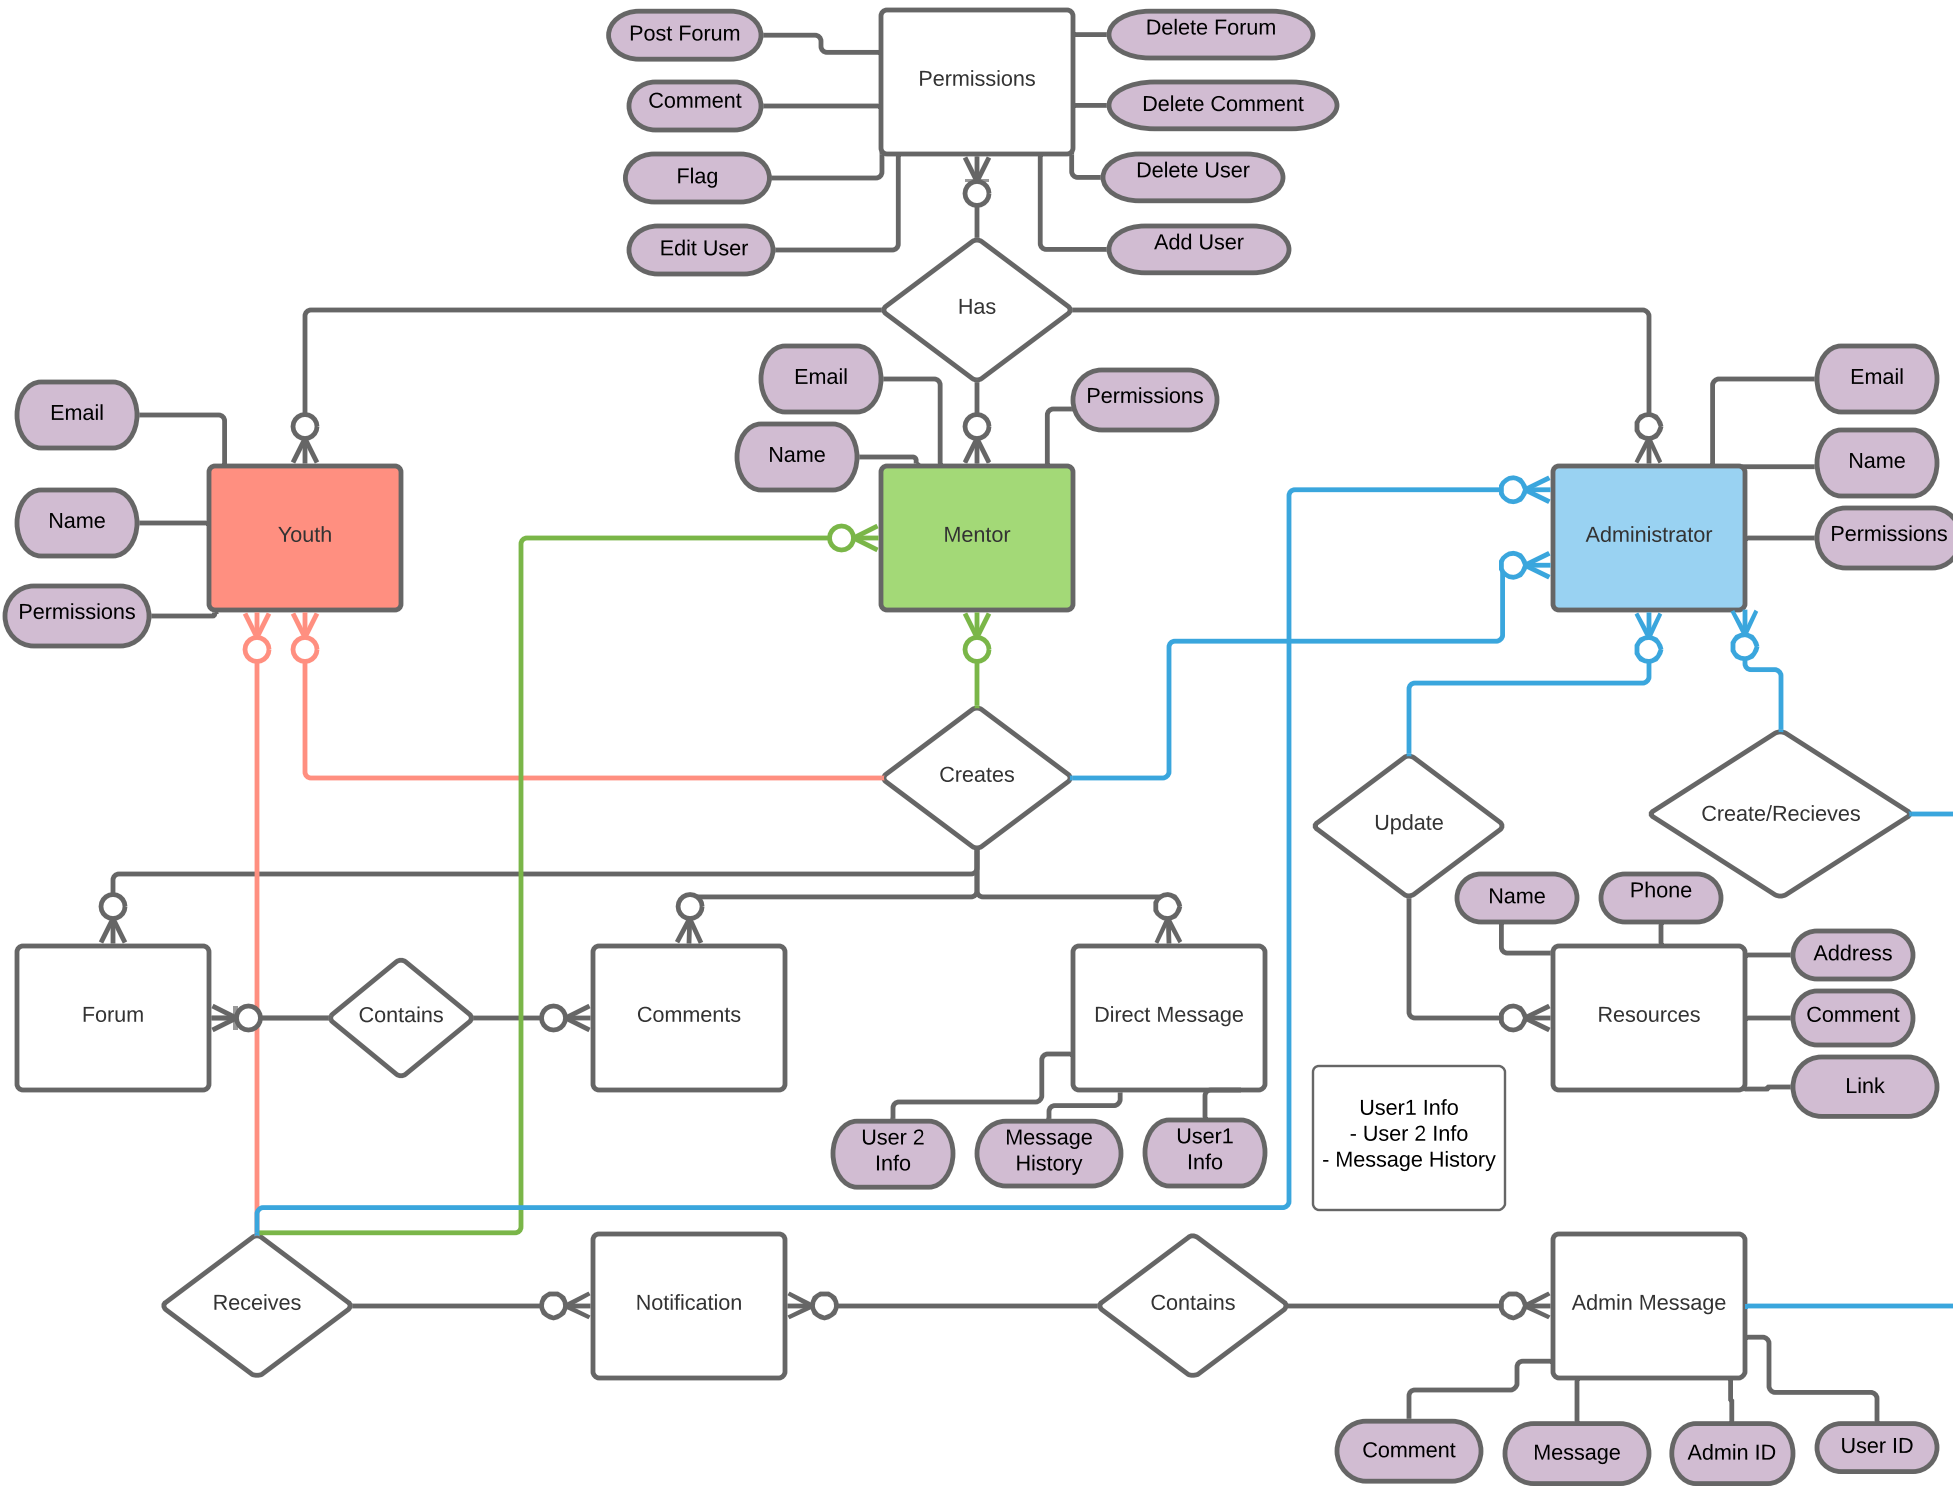 Post Forum
Permissions
Delete Forum
Comment
Delete Comment
Flag
Delete User
Edit User
Add User
Has
Email
Name
Permissions
Youth
Email
Name
Permissions
Mentor
Email
Name
Permissions
Administrator
Creates
Update
Create/Recieves
Forum
Contains
Comments
Direct Message
User 2
Info
Message
History
User1
Info
Name
Phone
Resources
Address
Comment
Link
User1 Info
- User 2 Info
- Message History
Receives
Notification
Contains
Admin Message
Comment
Message
Admin ID
User ID